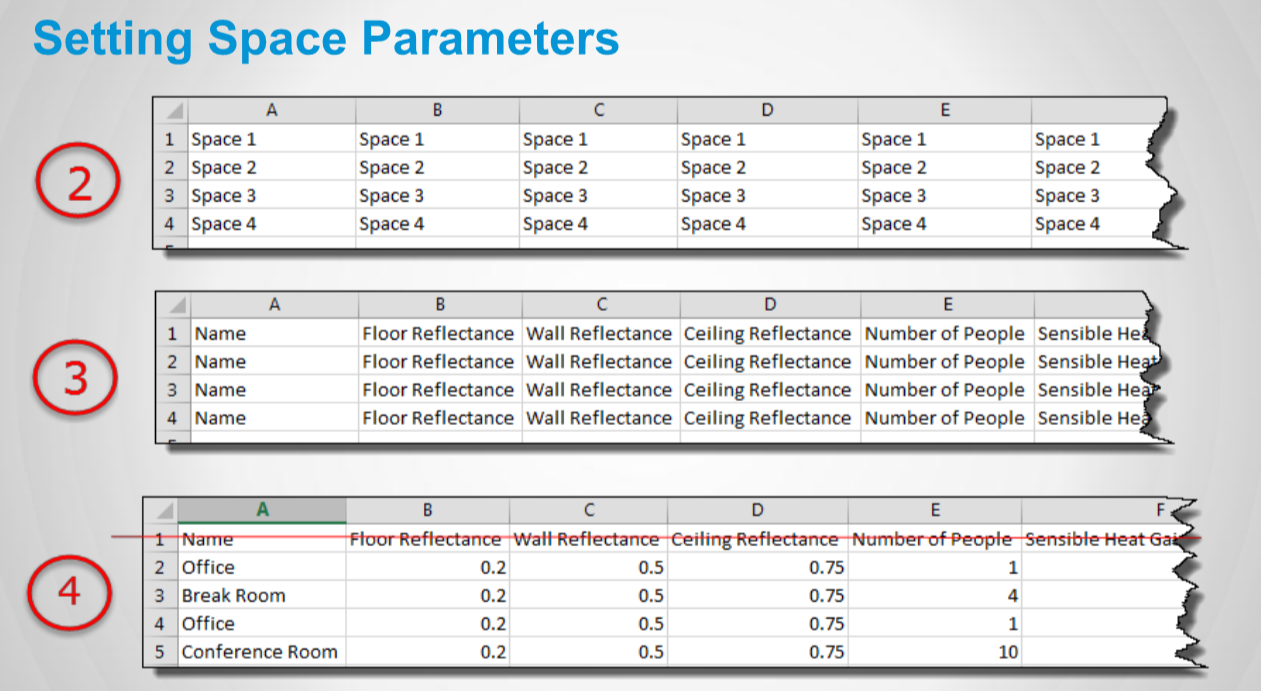 Setting Space Parameters
A B C D E
1 Space 1 Space 1 Space 1 Space 1 Space 1 Space 1
2 Space 2 Space 2 Space 2 Space 2 Space 2 Space 2
2
3 Space 3 Space 3 Space 3 Space 3 Space 3 Space 3
4 Space 4 Space 4 Space 4 Space 4 Space 4 Space 4
A B C D E
1 Name Floor Reflectance Wall Reflectance Ceiling Reflectance Number of People Sensible Hea
2 Name Floor Reflectance Wall Reflectance Ceiling Reflectance Number of People Sensible Heat
3
3 Name Floor Reflectance Wall Reflectance Ceiling Reflectance Number of People Sensible Hea
4 Name Floor Reflectance Wall Reflectance Ceiling Reflectance Number of People Sensible Hea
A B C D E F
1 Name Floor Reflectance Wall Reflectance Ceiling Reflectance Number of People Sensible Heat Gai
2 Office 0.2 0.5 0.75 1
4
3 Break Room 0.2 0.5 0.75 4
4 Office 0.2 0.5 0.75 1
5 Conference Room 0.2 0.5 0.75 10